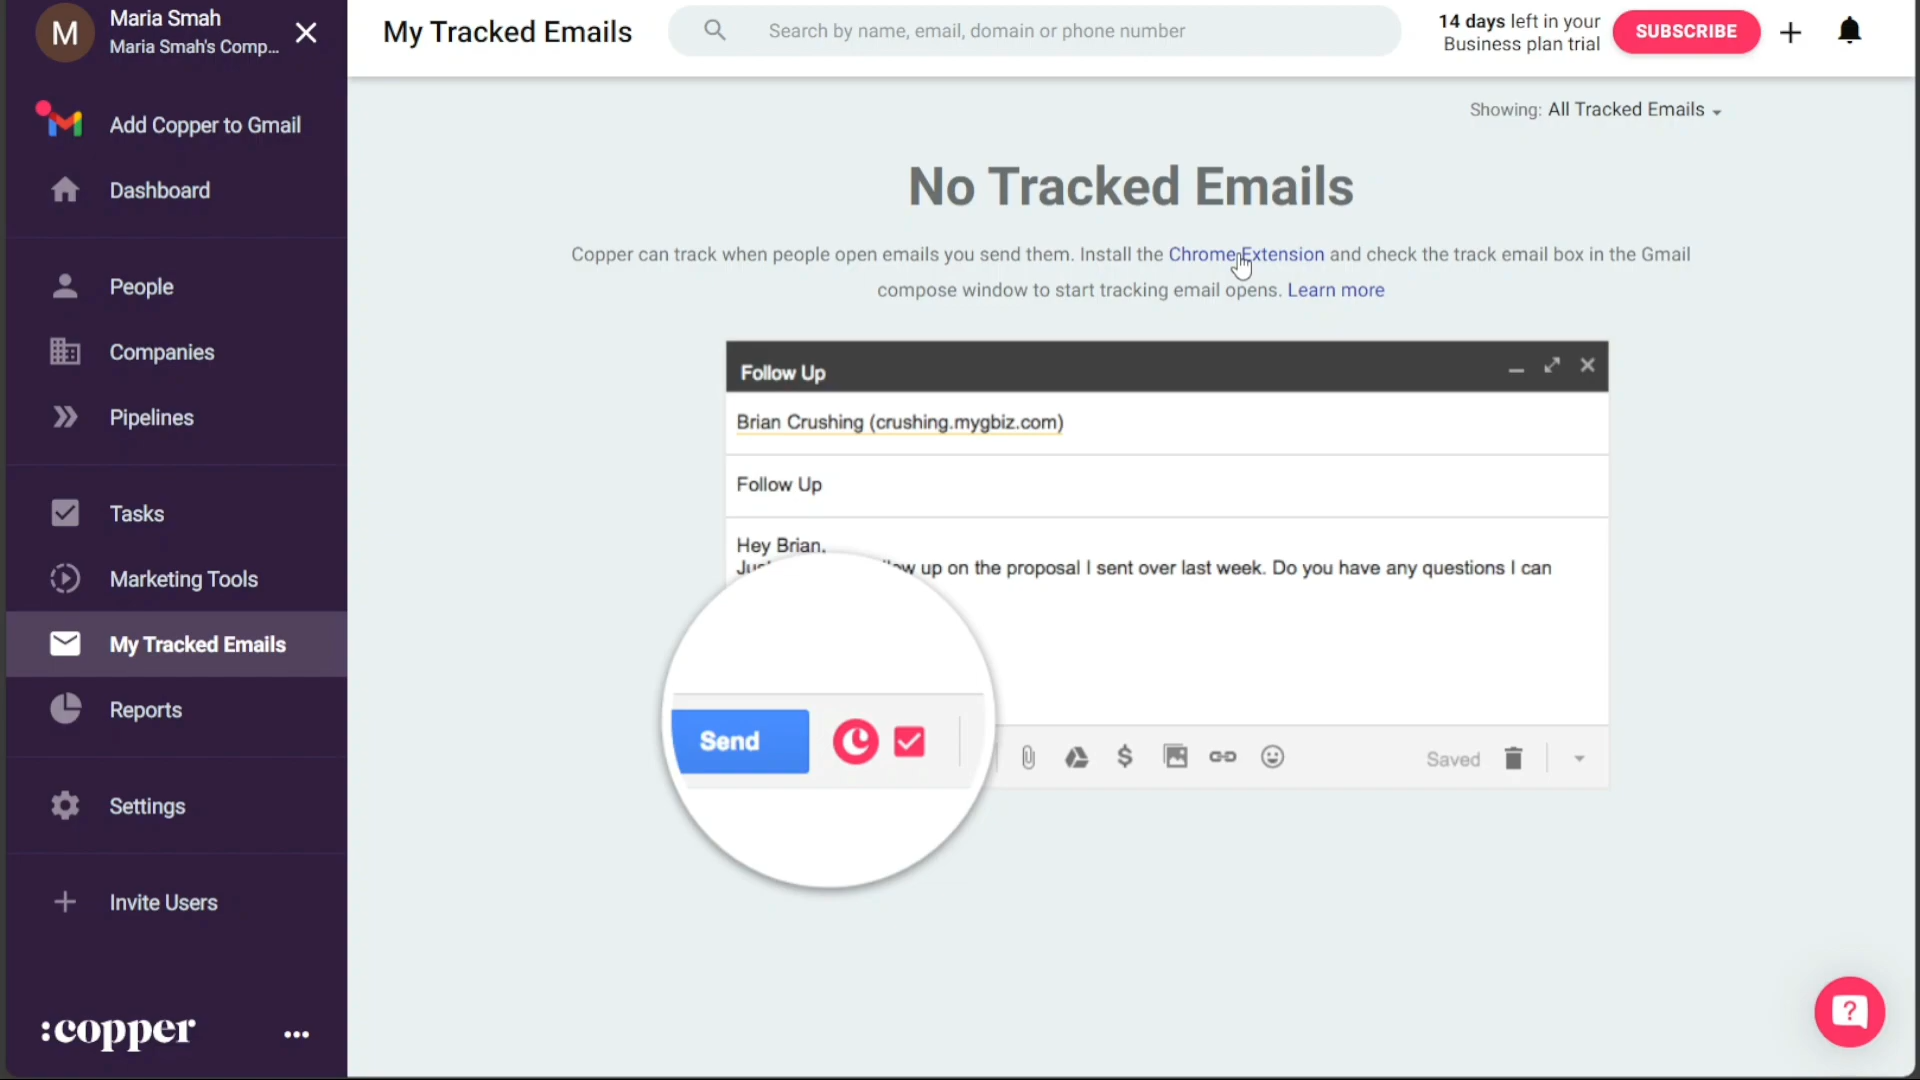 M
Maria Smah
Maria Smah's Comp...
My Tracked Emails
Search by name, email, domain or phone number
14 days left in your
Business plan trial
SUBSCRIBE
Add Copper to Gmail
Dashboard
People
Companies
Pipelines
Tasks
Marketing Tools
My Tracked Emails
Reports
Settings
Invite Users
:copper
Showing: All Tracked Emails
No Tracked Emails
Copper can track when people open emails you send them. Install the Chrome Extension and check the track email box in the Gmail
compose window to start tracking email opens. Learn more
Follow Up
Brian Crushing (crushing.mygbiz.com)
Follow Up
Hey Brian,
up on the proposal I sent over last week. Do you have any questions I can
Send
Saved